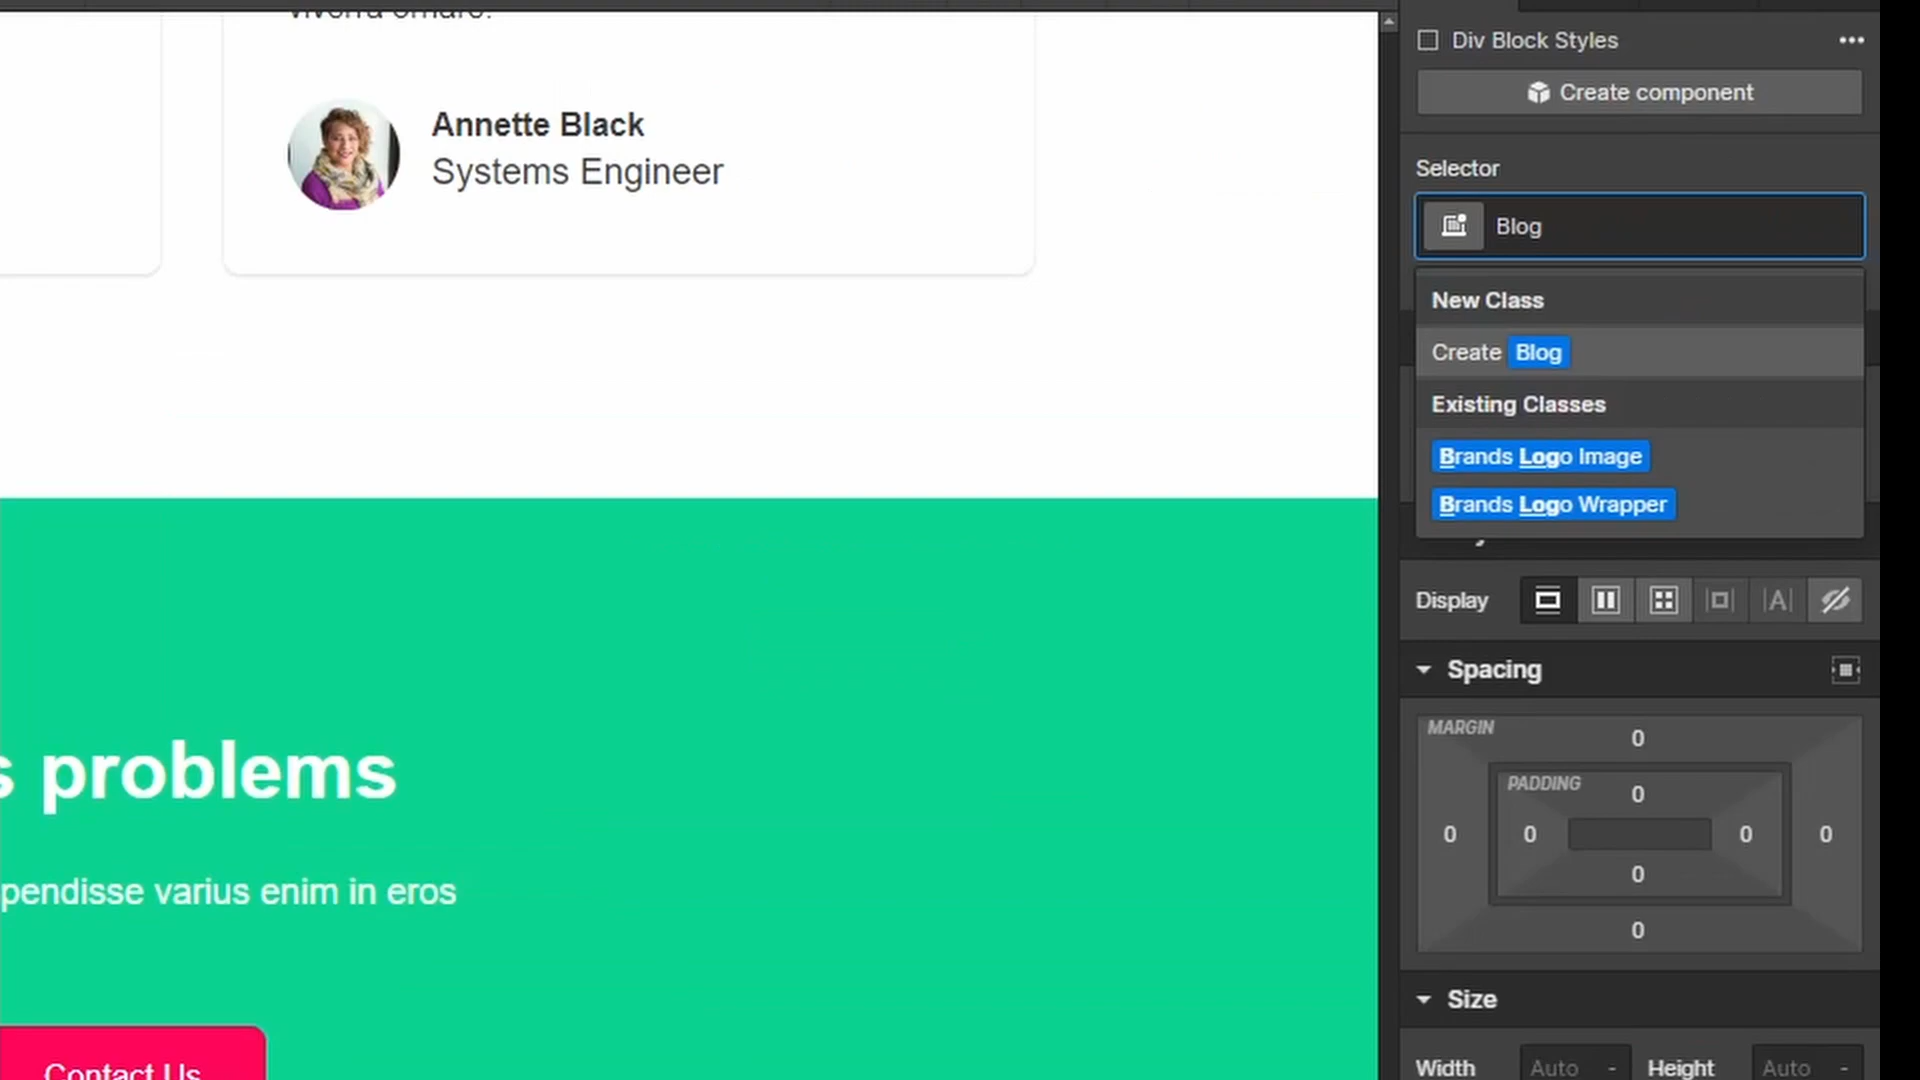 viverra ornare.
Annette Black
Systems Engineer
s problems
pendisse varius enim in eros
Contact Us
Div Block Styles
Create component
Selector
Blog
New Class
Create Blog
Existing Classes
Brands Logo Image
Brands Logo Wrapper
Display
Spacing
MARGIN
0
PADDING
0
0
0
0
0
0
0
Size
Width
Auto
-
Height
Auto
-